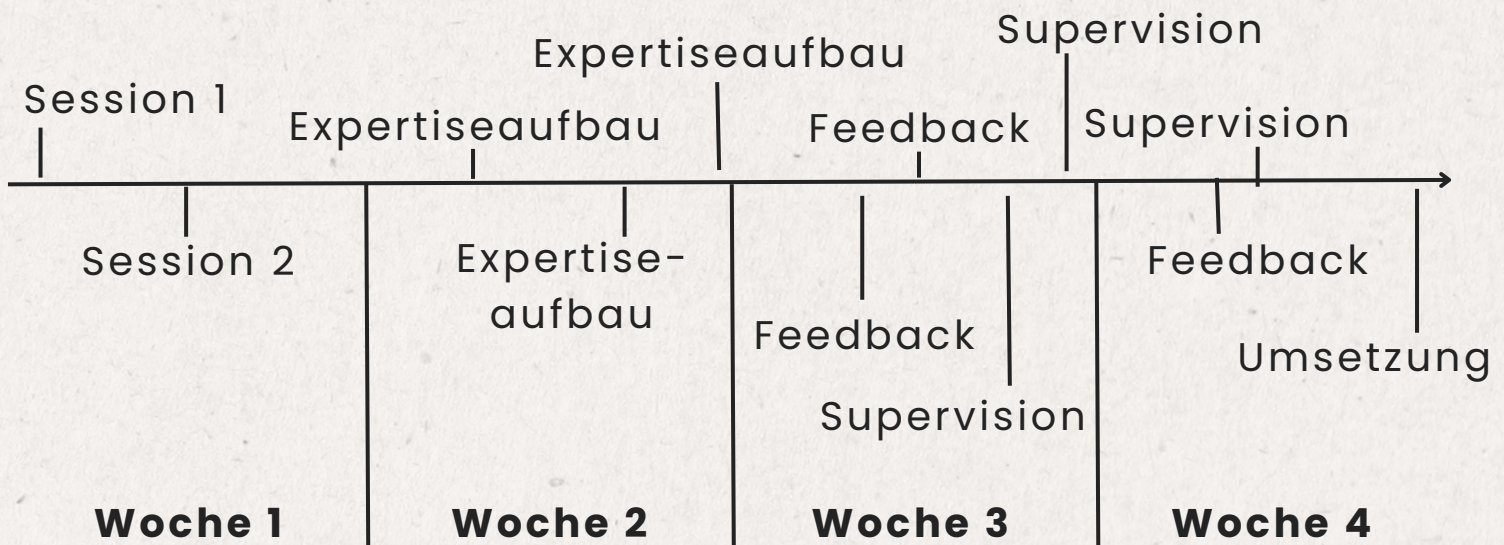 Supervision
Expertiseaufbau
Session 1
Expertiseaufbau
Feedback
Supervision
Session 2
Expertise-
aufbau
Feedback
Feedback
Umsetzung
Supervision
Woche 1
Woche 2
Woche 3
Woche 4